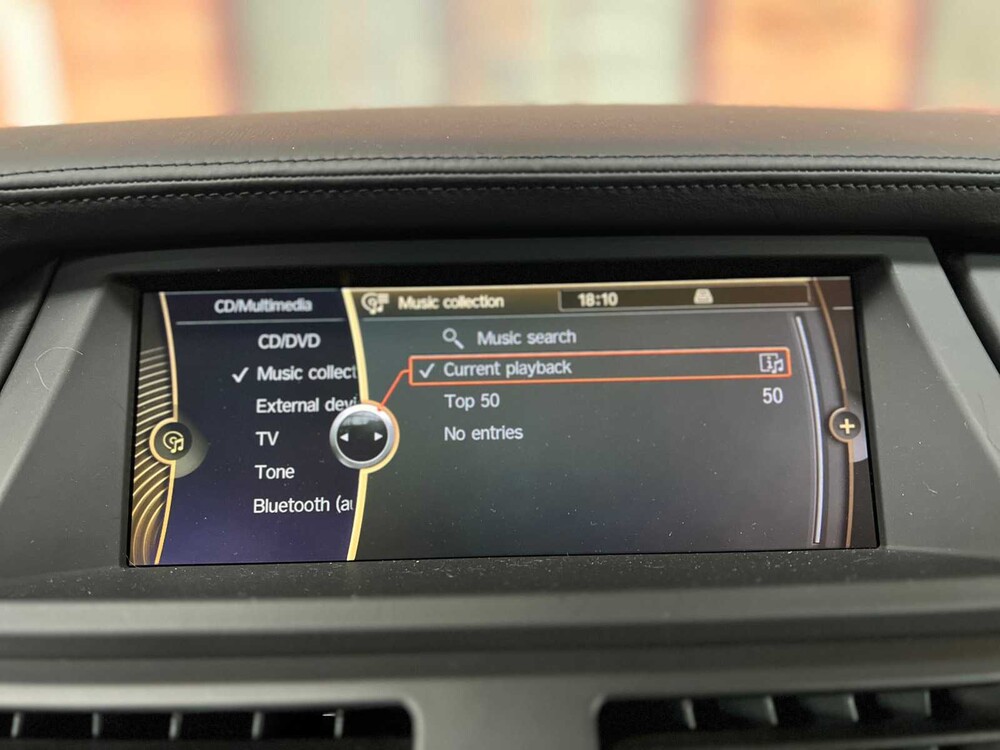 CD/Multimedia
CD/DVD
Music collect
External devi
TV
Tone
Bluetooth (au
Music collection 18:10
Music search
Current playback
Top 50 50
No entries